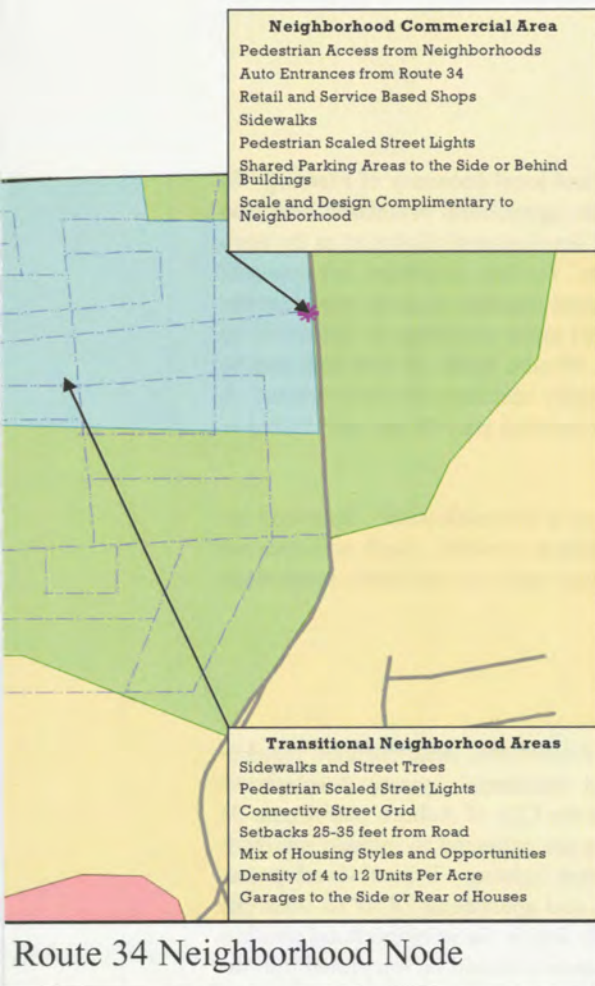 Neighborhood Commercial Area
Pedestrian Access from Neighborhoods
Auto Entrances from Route 34
Retail and Service Based Shops
Sidewalks
Pedestrian Scaled Street Lights
Shared Parking Areas to the Side or Behind
Buildings
Scale and Design Complimentary to
Neighborhood
Transitional Neighborhood Areas
Sidewalks and Street Trees
Pedestrian Scaled Street Lights
Connective Street Grid
Setbacks 25-35 feet from Road
Mix of Housing Styles and Opportunities
Density of 4 to 12 Units Per Acre
Garages to the Side or Rear of Houses
Route 34 Neighborhood Node